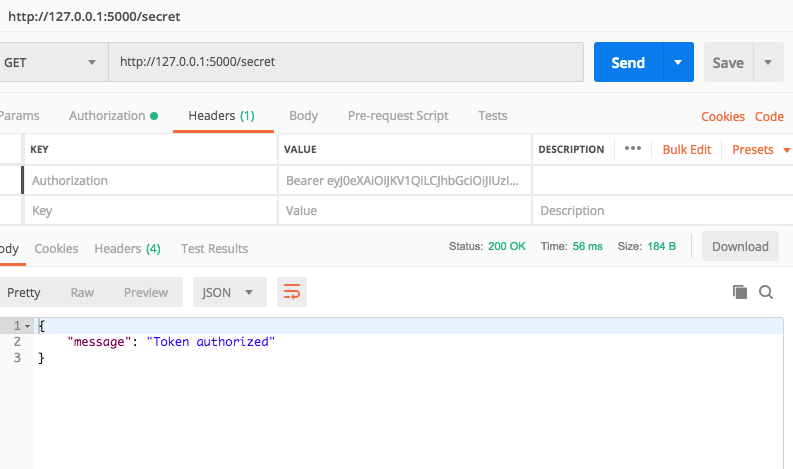 http://127.0.0.1:5000/secret
GET http://127.0.0.1:5000/secret Send Save
Params Authorization Headers (1) Body Pre-request Script Tests Cookies Code
KEY VALUE DESCRIPTION ••• Bulk Edit Presets
Authorization Bearer eyJ0eXAiOiJKV1QiLCJhbGciOiJIUzI...
Key Value Description
ody Cookies Headers (4) Test Results Status: 200 OK Time: 56 ms Size: 184 B Download
Pretty Raw Preview JSON
1 {
2 "message": "Token authorized"
3 }